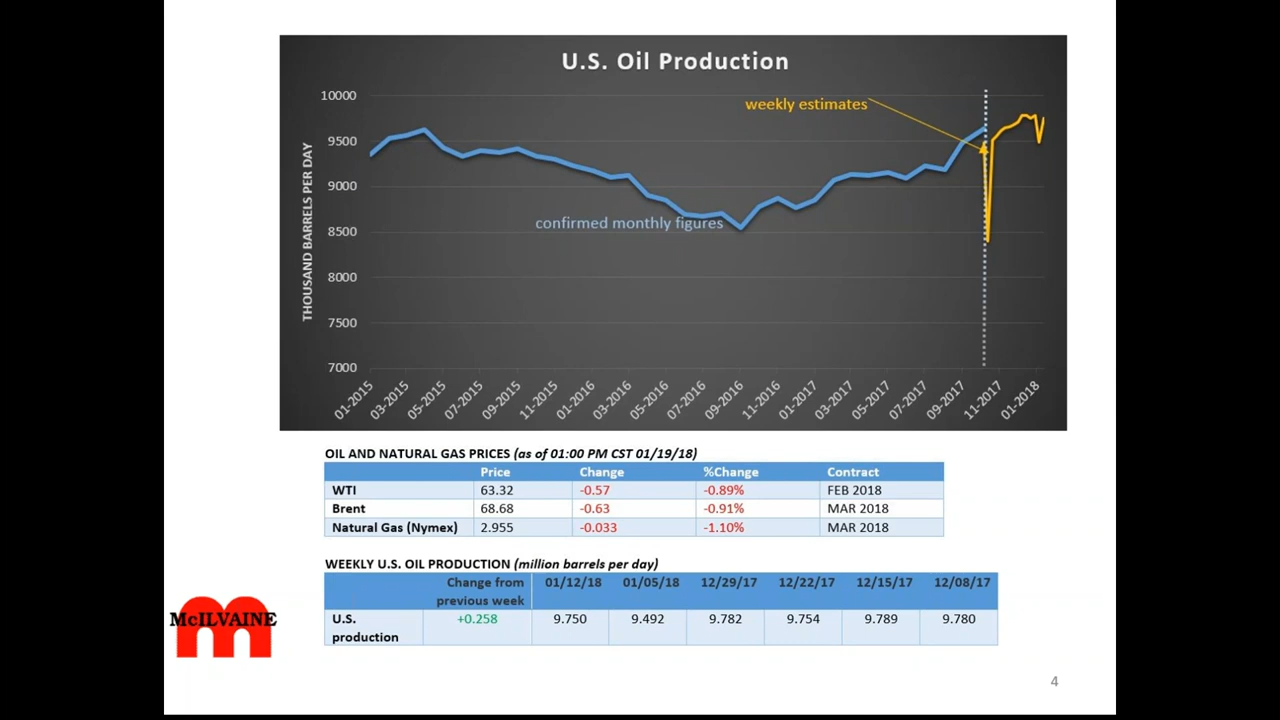 U.S. Oil Production
weekly estimates
confirmed monthly figures
THOUSAND BARRELS PER DAY
10000
9500
9000
8500
8000
7500
7000
01-2015 03-2015 05-2015 07-2015 09-2015 11-2015 01-2016 03-2016 05-2016 07-2016 09-2016 11-2016 01-2017 03-2017 05-2017 07-2017 09-2017 11-2017 01-2018
OIL AND NATURAL GAS PRICES (as of 01:00 PM CST 01/19/18)
Price Change %Change Contract
WTI 63.32 -0.57 -0.89% FEB 2018
Brent 68.68 -0.63 -0.91% MAR 2018
Natural Gas (Nymex) 2.955 -0.033 -1.10% MAR 2018
WEEKLY U.S. OIL PRODUCTION (million barrels per day)
Change from 01/12/18 01/05/18 12/29/17 12/22/17 12/15/17 12/08/17
previous week
U.S. +0.258 9.750 9.492 9.782 9.754 9.789 9.780
production
McILVAINE
4